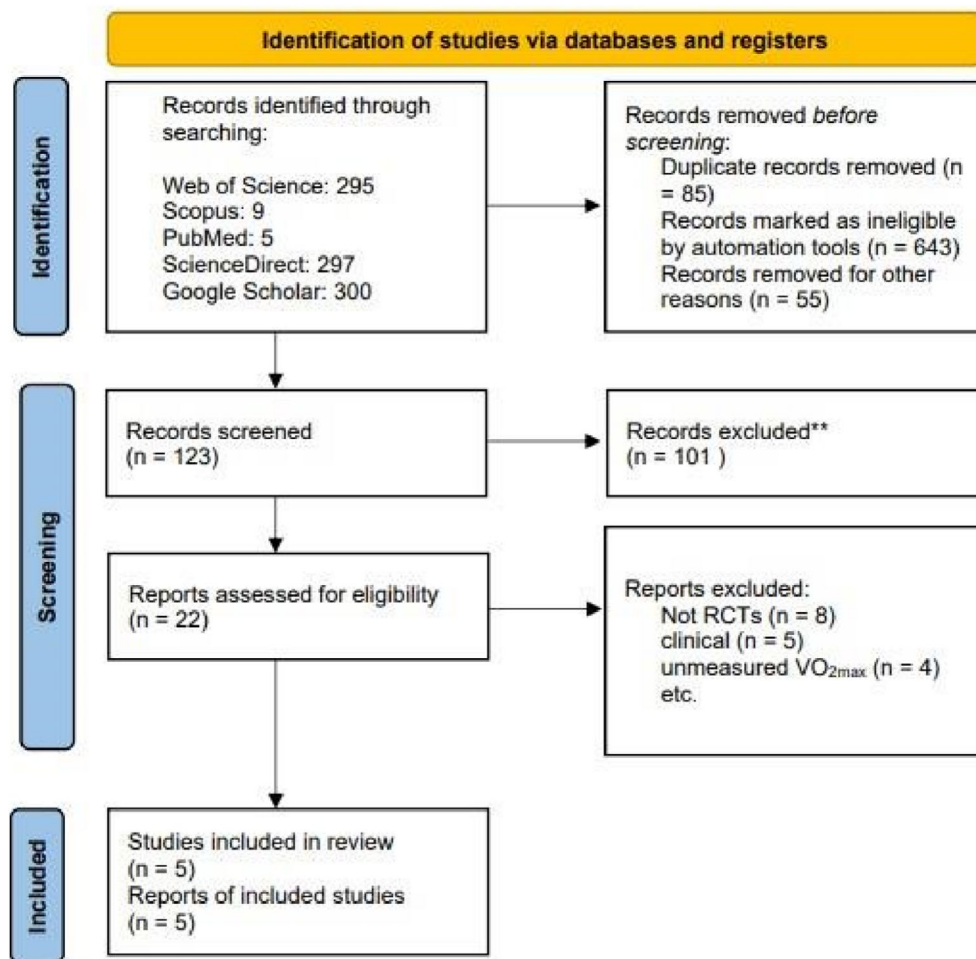 Identification of studies via databases and registers
Identification
Records identified through
searching:
Web of Science: 295
Scopus: 9
PubMed: 5
ScienceDirect: 297
Google Scholar: 300
Records removed before
screening:
Duplicate records removed (n
= 85)
Records marked as ineligible
by automation tools (n = 643)
Records removed for other
reasons (n = 55)
Screening
Records screened
(n = 123)
Records excluded**
(n = 101 )
Reports assessed for eligibility
(n = 22)
Reports excluded:
Not RCTs (n = 8)
clinical (n = 5)
unmeasured VO2max (n = 4)
etc.
Included
Studies included in review
(n = 5)
Reports of included studies
(n = 5)